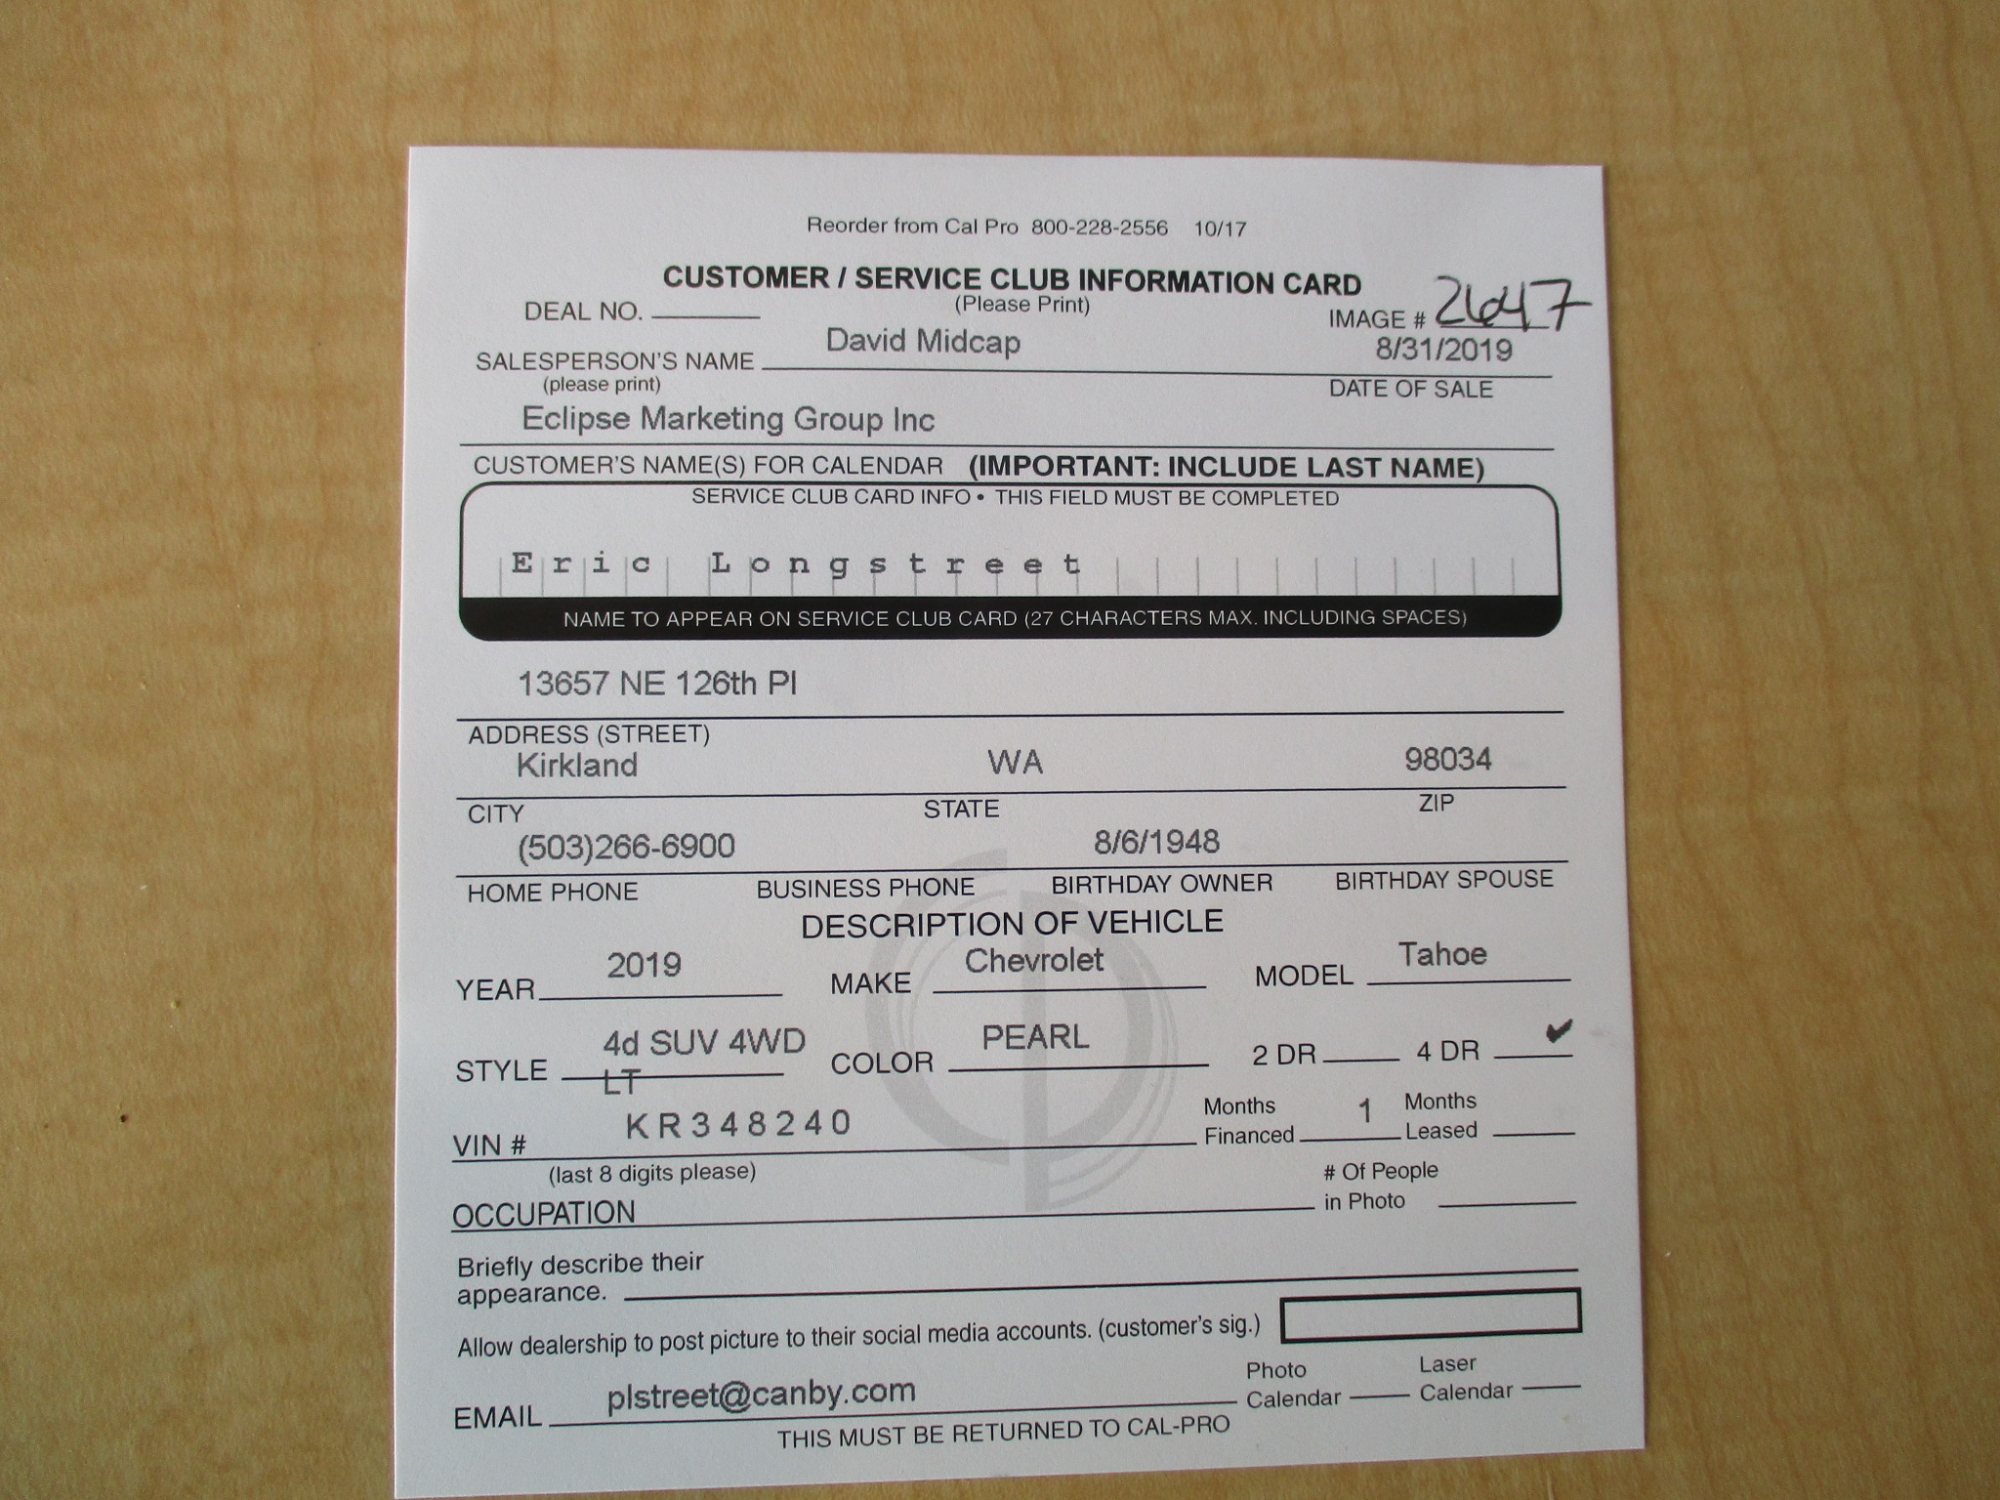 Reorder from Cal Pro 800-228-2556 10/17
CUSTOMER / SERVICE CLUB INFORMATION CARD
(Please Print)
DEAL NO.
IMAGE # 2647
SALESPERSON'S NAME David Midcap 8/31/2019
(please print) DATE OF SALE
Eclipse Marketing Group Inc
CUSTOMER'S NAME(S) FOR CALENDAR (IMPORTANT: INCLUDE LAST NAME)
SERVICE CLUB CARD INFO • THIS FIELD MUST BE COMPLETED
Eric Longstreet
NAME TO APPEAR ON SERVICE CLUB CARD (27 CHARACTERS MAX. INCLUDING SPACES)
13657 NE 126th Pl
ADDRESS (STREET)
Kirkland WA 98034
CITY STATE ZIP
(503)266-6900 8/6/1948
HOME PHONE BUSINESS PHONE BIRTHDAY OWNER BIRTHDAY SPOUSE
DESCRIPTION OF VEHICLE
YEAR 2019 MAKE Chevrolet MODEL Tahoe
STYLE 4d SUV 4WD COLOR PEARL 2 DR 4 DR ✔
LT
VIN # KR348240 Months Financed 1 Months Leased
(last 8 digits please)
OCCUPATION # Of People in Photo
Briefly describe their
appearance.
Allow dealership to post picture to their social media accounts. (customer's sig.)
EMAIL plstreet@canby.com Photo Calendar Laser Calendar
THIS MUST BE RETURNED TO CAL-PRO